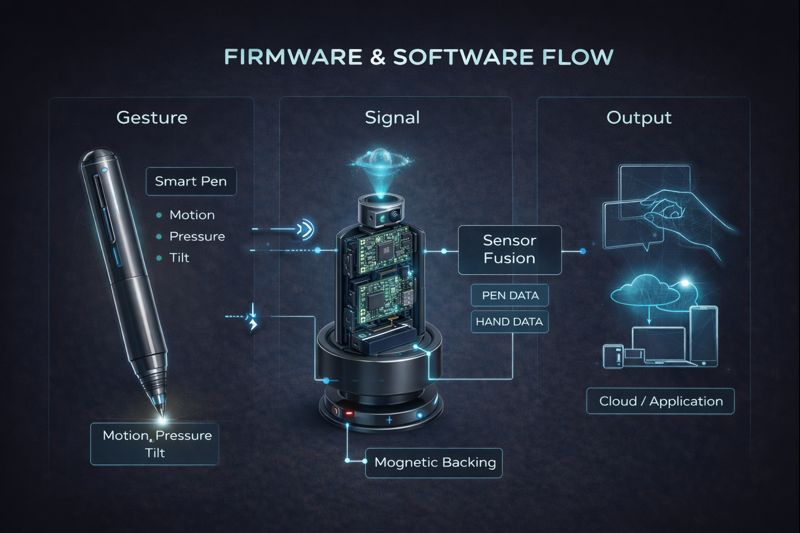 FIRMWARE & SOFTWARE FLOW
Gesture
Smart Pen
Motion
Pressure
Tilt
Motion, Pressure
Tilt
Signal
Sensor
Fusion
PEN DATA
HAND DATA
Mognetic Backing
Output
Cloud / Application